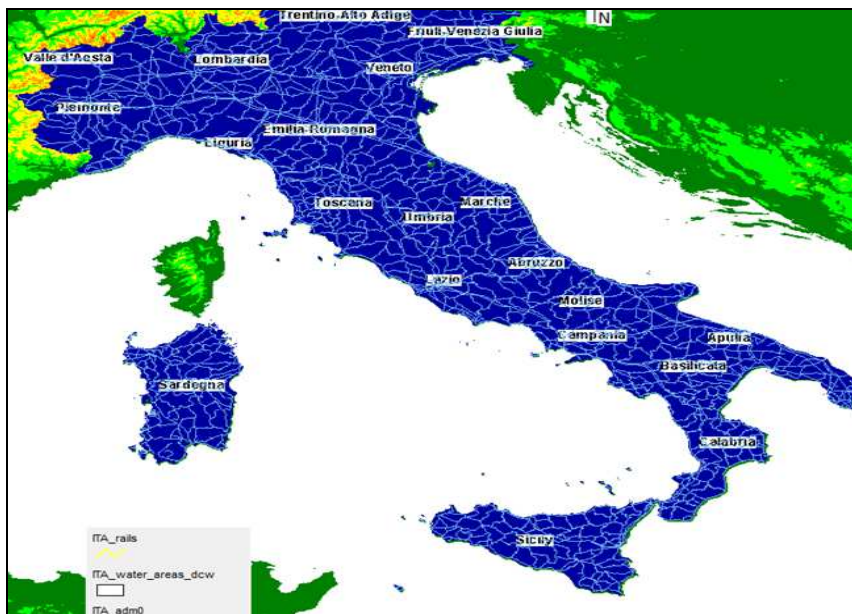 Trentino-Alto Adige
N
Friuli-Venezia Giulia
Valle d'Aosta
Lombardia
Veneto
Piemonte
Emilia-Romagna
Liguria
Toscana
Marche
Umbria
Abruzzo
Lazio
Molise
Campania
Apulia
Basilicata
Sardegna
Calabria
Sicily
ITA_rails
ITA_water_areas_dcw
ITA_adm0